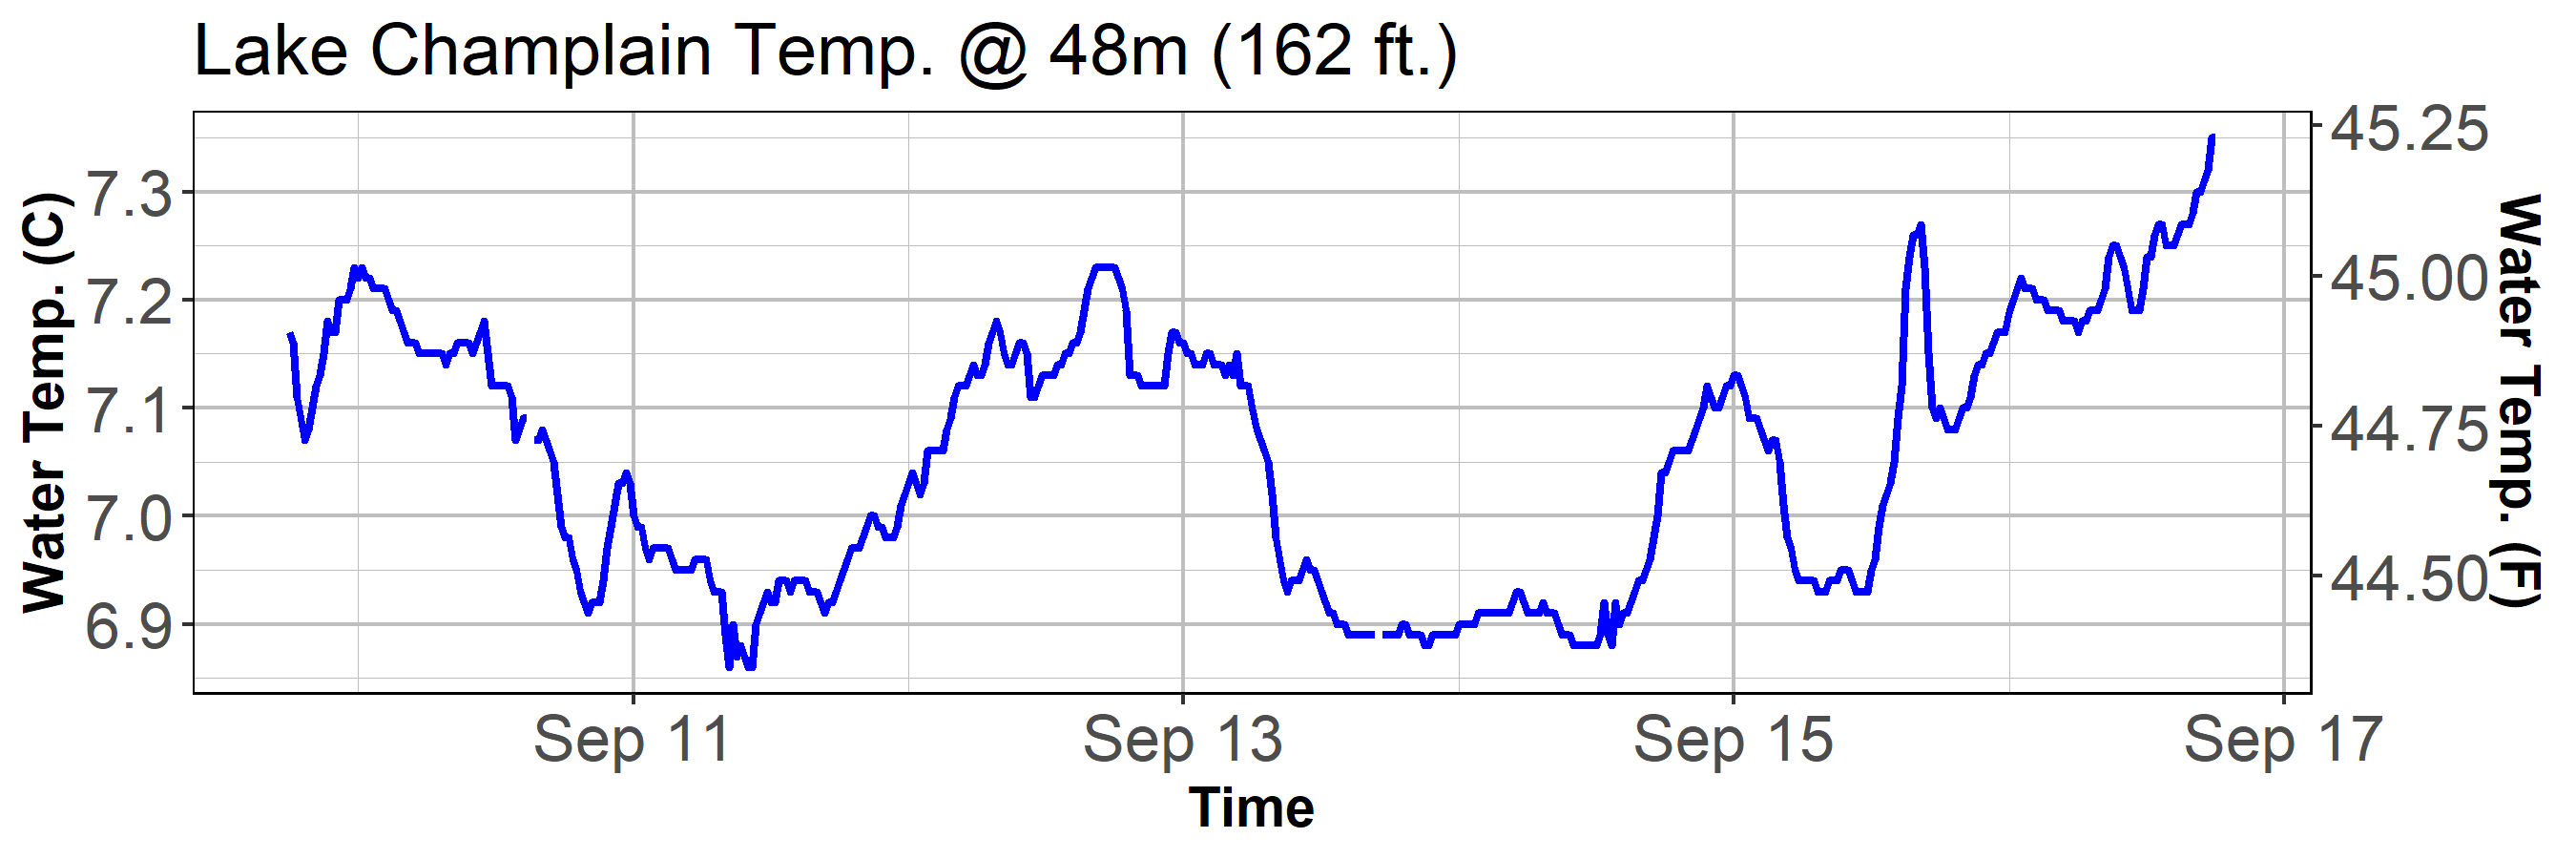 Lake Champlain Temp. @ 48m (162 ft.)
Water Temp. (C)
7.3
7.2
7.1
7.0
6.9
45.25
45.00
44.75
44.50
Water Temp. (F)
Sep 11 Sep 13 Sep 15 Sep 17
Time